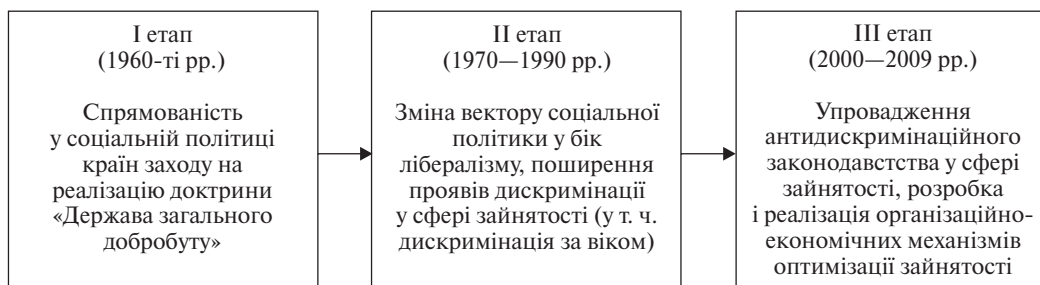 I етап
(1960-ті рр.)
Спрямованість
у соціальній політиці
країн заходу на
реалізацію доктрини
«Держава загального
добробуту»
II етап
(1970—1990 рр.)
Зміна вектору соціальної
політики у бік
лібералізму, поширення
проявів дискримінації
у сфері зайнятості (у т. ч.
дискримінація за віком)
III етап
(2000—2009 рр.)
Упровадження
антидискримінаційного
законодавстства у сфері
зайнятості, розробка
і реалізація організаційно-
економічних механізмів
оптимізації зайнятості